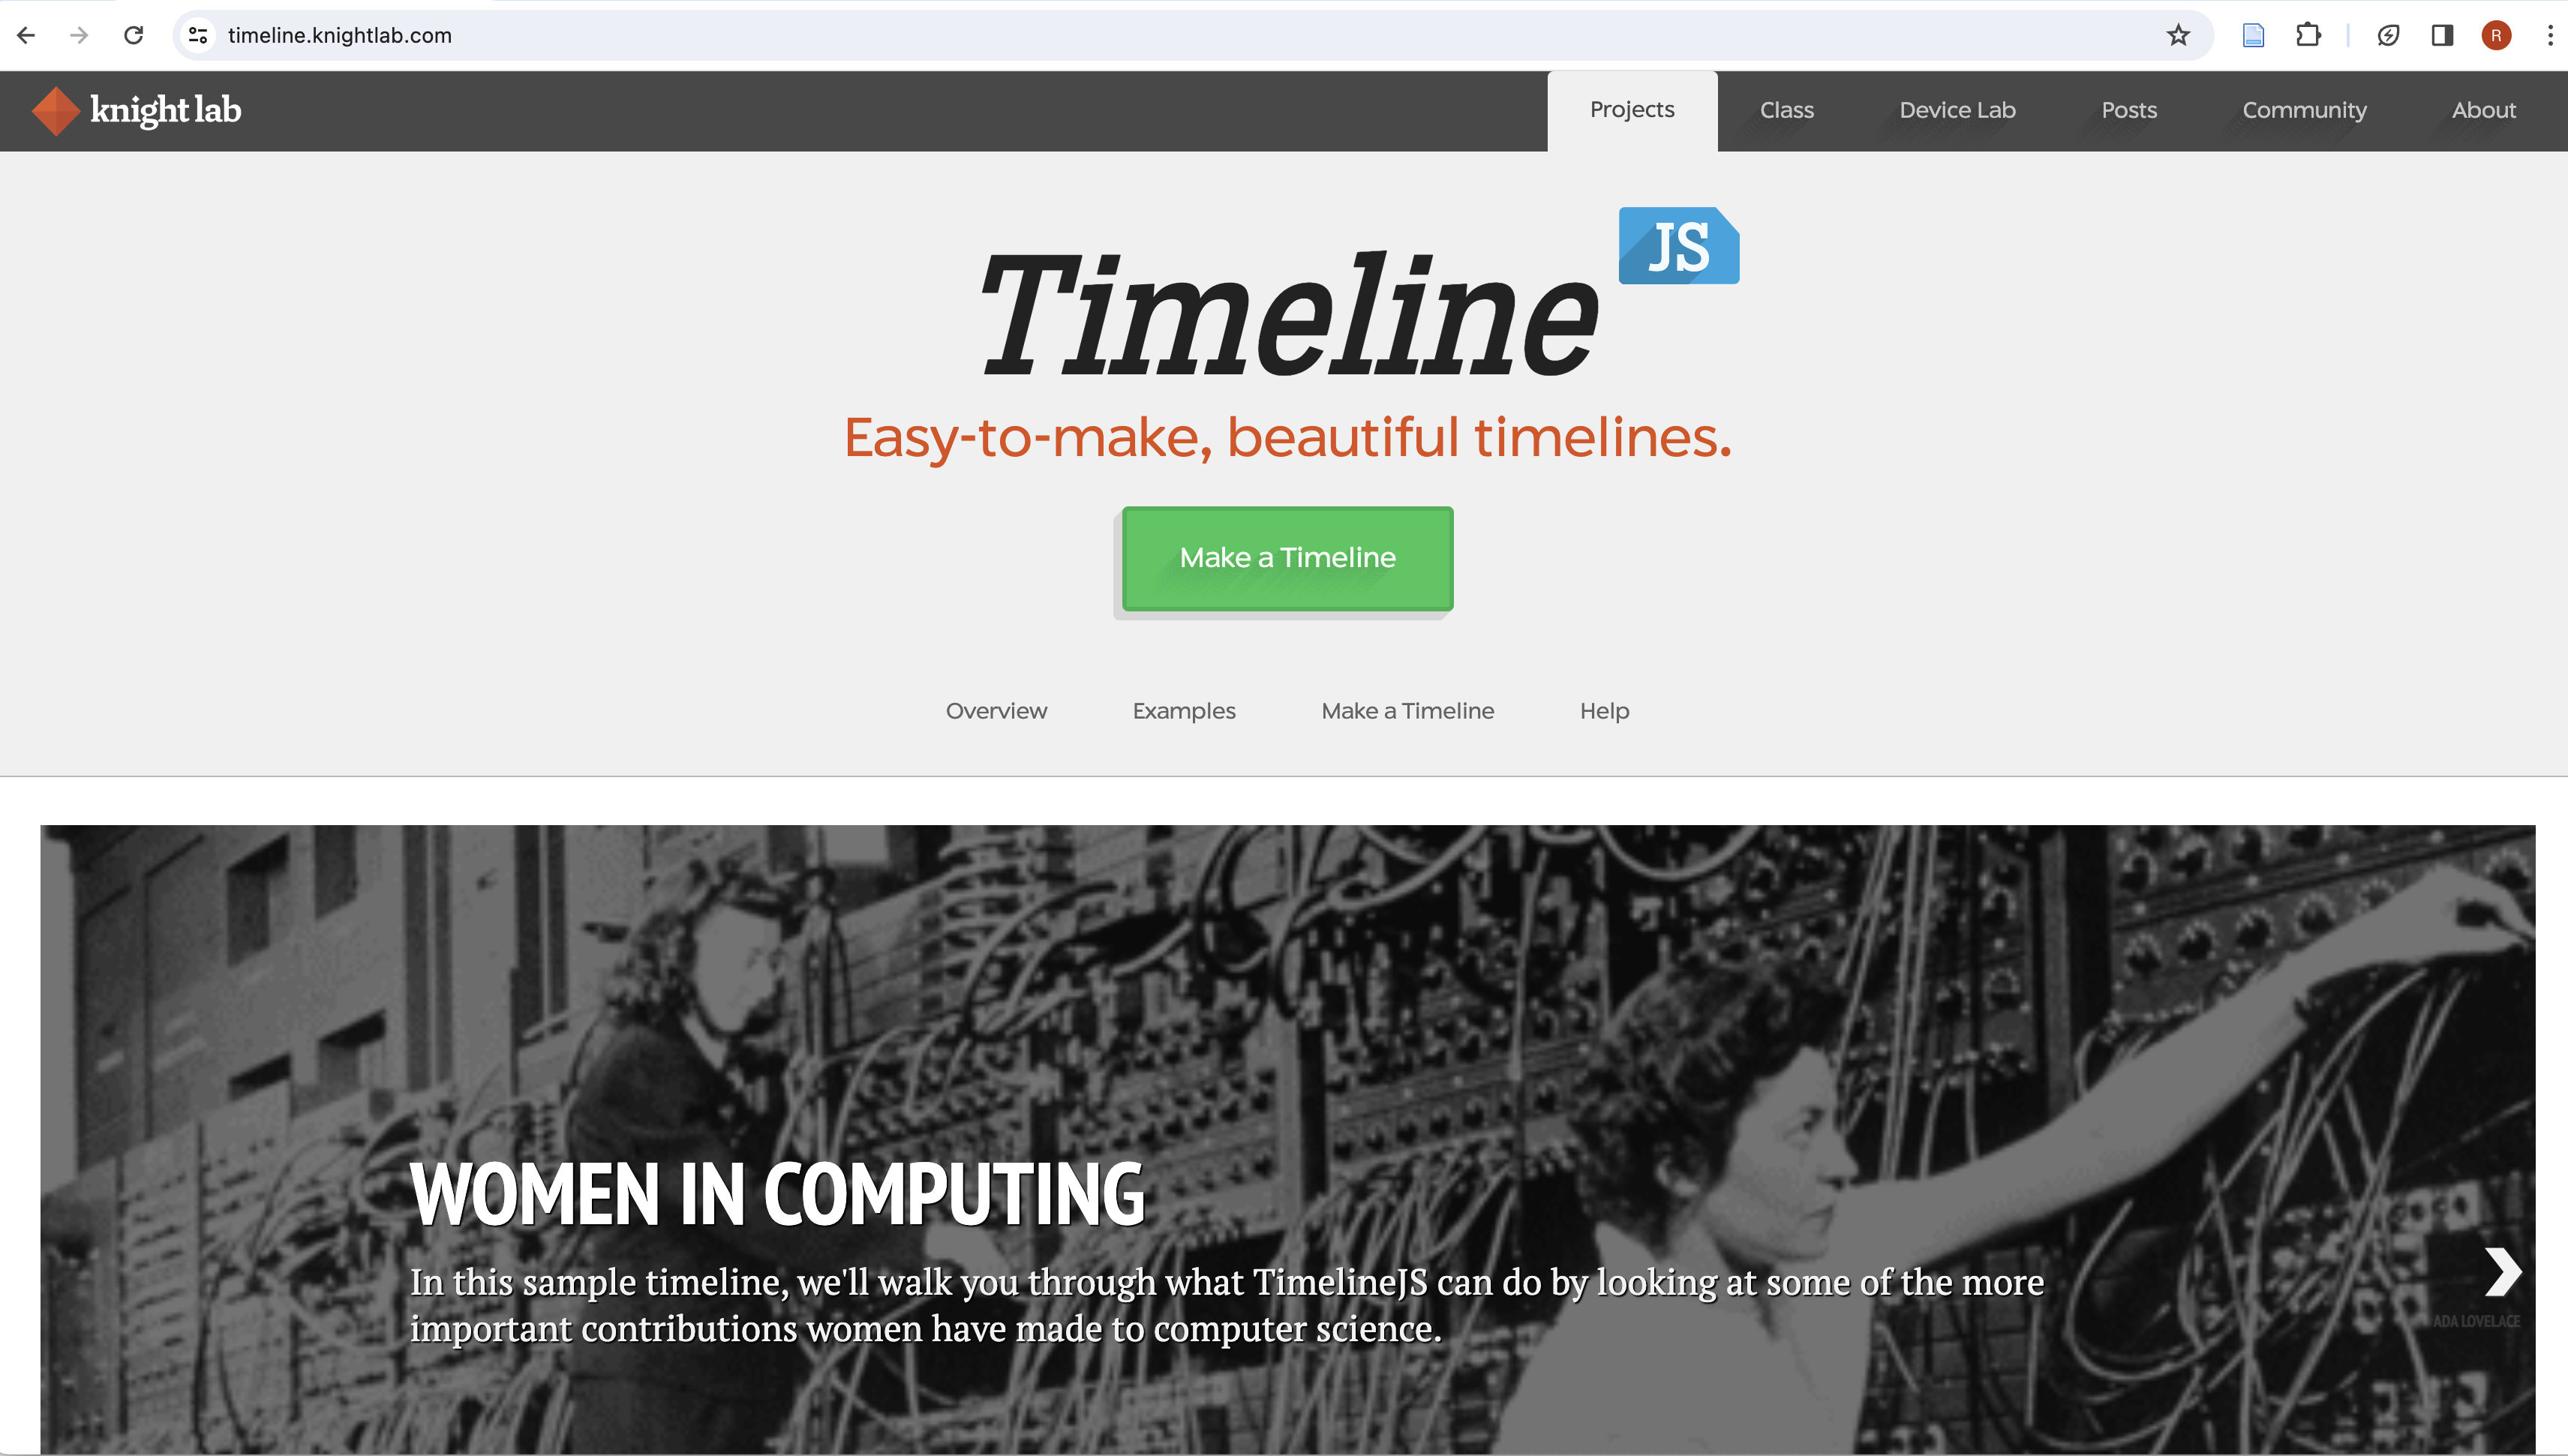 timeline.knightlab.com
R
knight lab
Projects
Class
Device Lab
Posts
Community
About
Timeline
JS
Easy-to-make, beautiful timelines.
Make a Timeline
Overview
Examples
Make a Timeline
Help
WOMEN IN COMPUTING
In this sample timeline, we'll walk you through what TimelineJS can do by looking at some of the more
important contributions women have made to computer science.
ADA LOVELACE